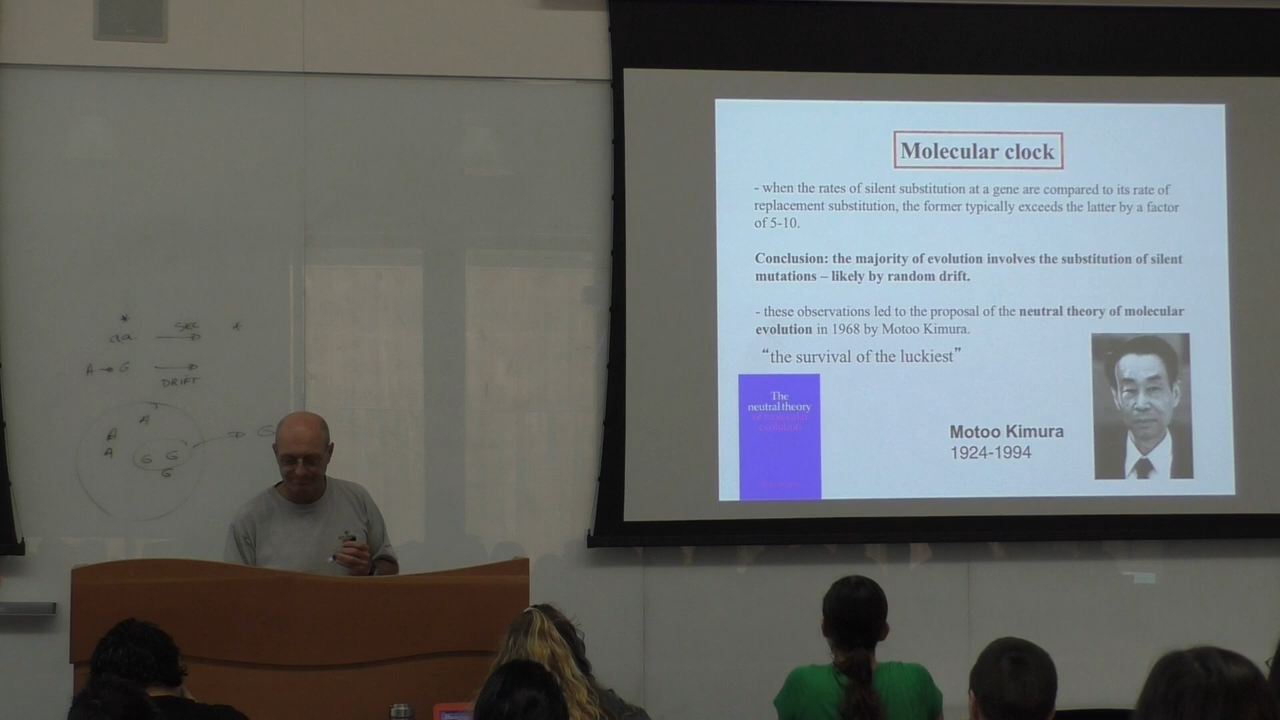 Molecular clock
- when the rates of silent substitution at a gene are compared to its rate of
replacement substitution, the former typically exceeds the latter by a factor
of 5-10.
Conclusion: the majority of evolution involves the substitution of silent
mutations – likely by random drift.
- these observations led to the proposal of the neutral theory of molecular
evolution in 1968 by Motoo Kimura.
“the survival of the luckiest”
The
neutral theory
of molecular
evolution
Motoo Kimura
1924-1994
* SEL *
aa. →
A → G →
DRIFT
A
A
A
G G
G
→ G